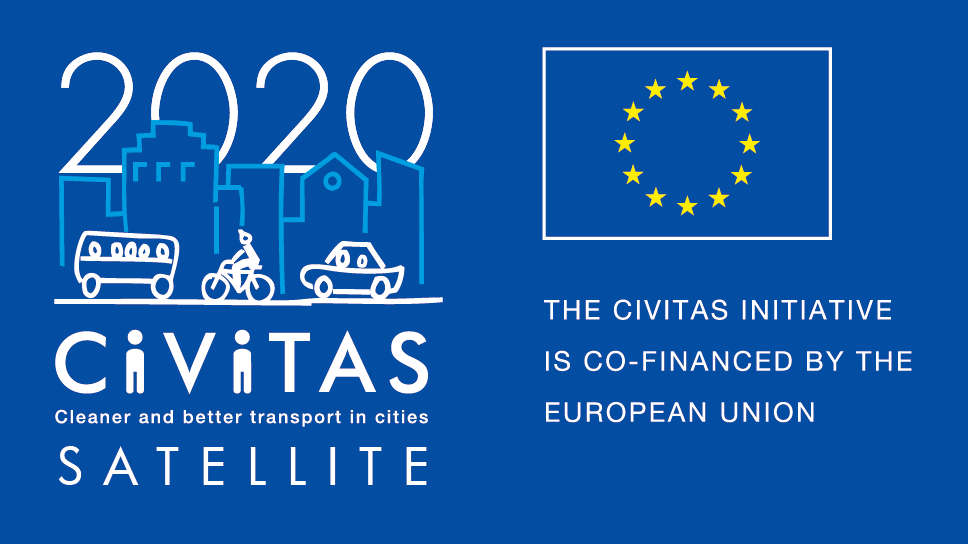 2020
CiViTAS
Cleaner and better transport in cities
SATELLITE
THE CIVITAS INITIATIVE
IS CO-FINANCED BY THE
EUROPEAN UNION